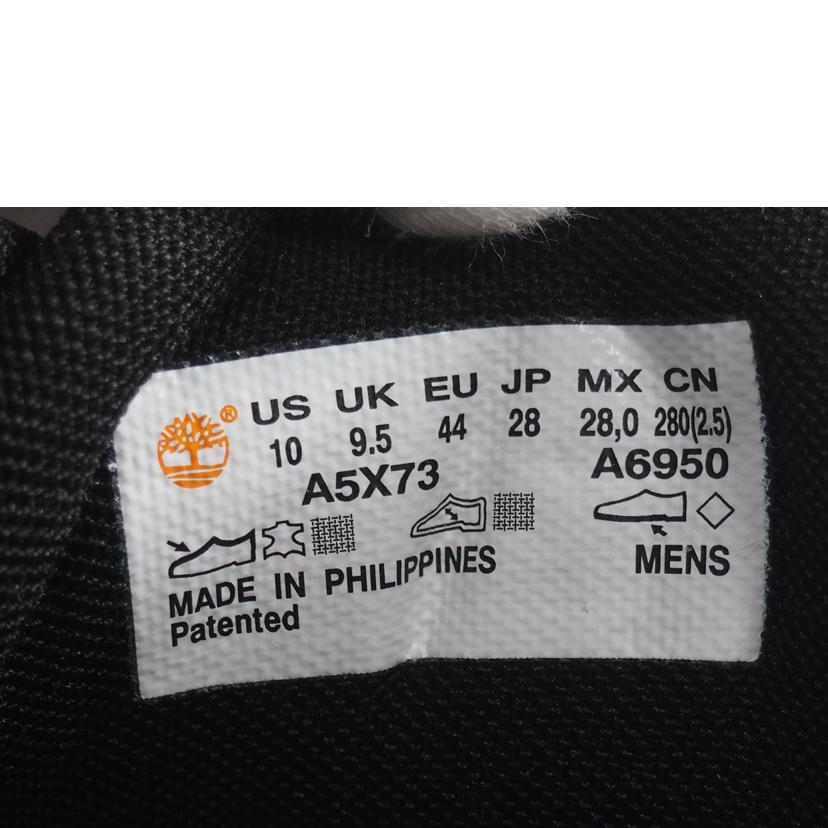 ® US UK EU JP MX CN
10 9.5 44 28 28,0 280(2.5)
A5X73 A6950
MENS
MADE IN PHILIPPINES
Patented